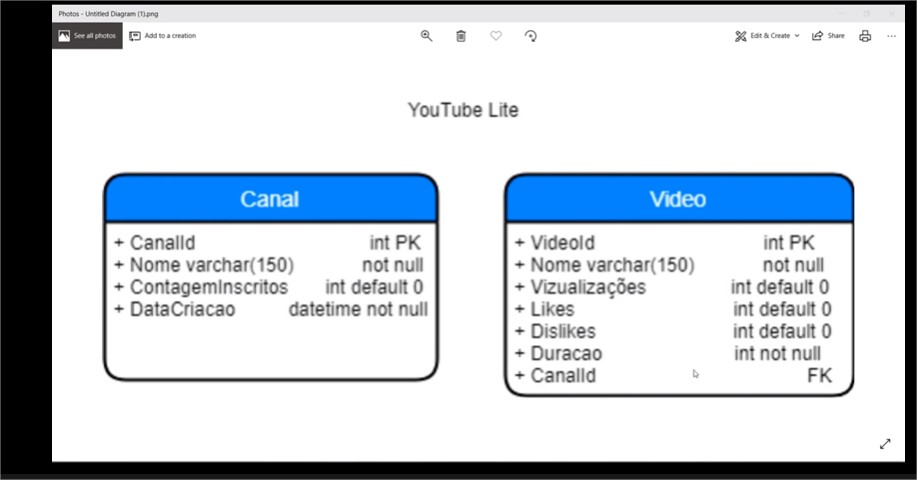 Photos - Untitled Diagram (1).png
See all photos
Add to a creation
Edit & Create
Share
YouTube Lite
Canal
+ CanalId int PK
+ Nome varchar(150) not null
+ ContagemInscritos int default 0
+ DataCriacao datetime not null
Video
+ VideoId int PK
+ Nome varchar(150) not null
+ Vizualizações int default 0
+ Likes int default 0
+ Dislikes int default 0
+ Duracao int not null
+ CanalId FK